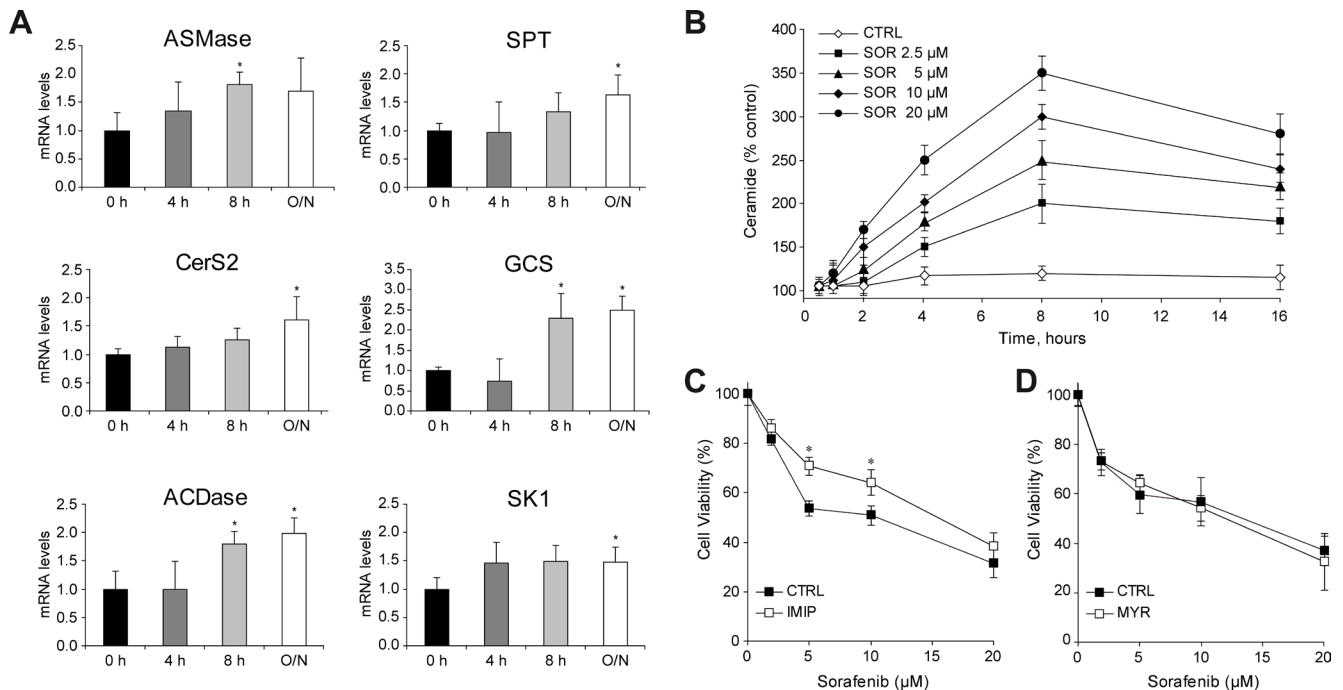 A
ASMase
mRNA levels
2.5
2.0
1.5
1.0
0.5
0.0
*
0 h 4 h 8 h O/N
SPT
mRNA levels
2.5
2.0
1.5
1.0
0.5
0.0
*
0 h 4 h 8 h O/N
CerS2
mRNA levels
2.5
2.0
1.5
1.0
0.5
0.0
*
0 h 4 h 8 h O/N
GCS
mRNA levels
3.5
3.0
2.5
2.0
1.5
1.0
0.5
0.0
* *
0 h 4 h 8 h O/N
ACDase
mRNA levels
2.5
2.0
1.5
1.0
0.5
0.0
* *
0 h 4 h 8 h O/N
SK1
mRNA levels
2.5
2.0
1.5
1.0
0.5
0.0
*
0 h 4 h 8 h O/N
B
CTRL
SOR 2.5 µM
SOR 5 µM
SOR 10 µM
SOR 20 µM
Ceramide (% control)
400
350
300
250
200
150
100
0 2 4 6 8 10 12 14 16
Time, hours
C
Cell Viability (%)
100
80
60
40
20
0
* *
CTRL
IMIP
0 5 10 15 20
Sorafenib (µM)
D
Cell Viability (%)
100
80
60
40
20
0
CTRL
MYR
0 5 10 15 20
Sorafenib (µM)